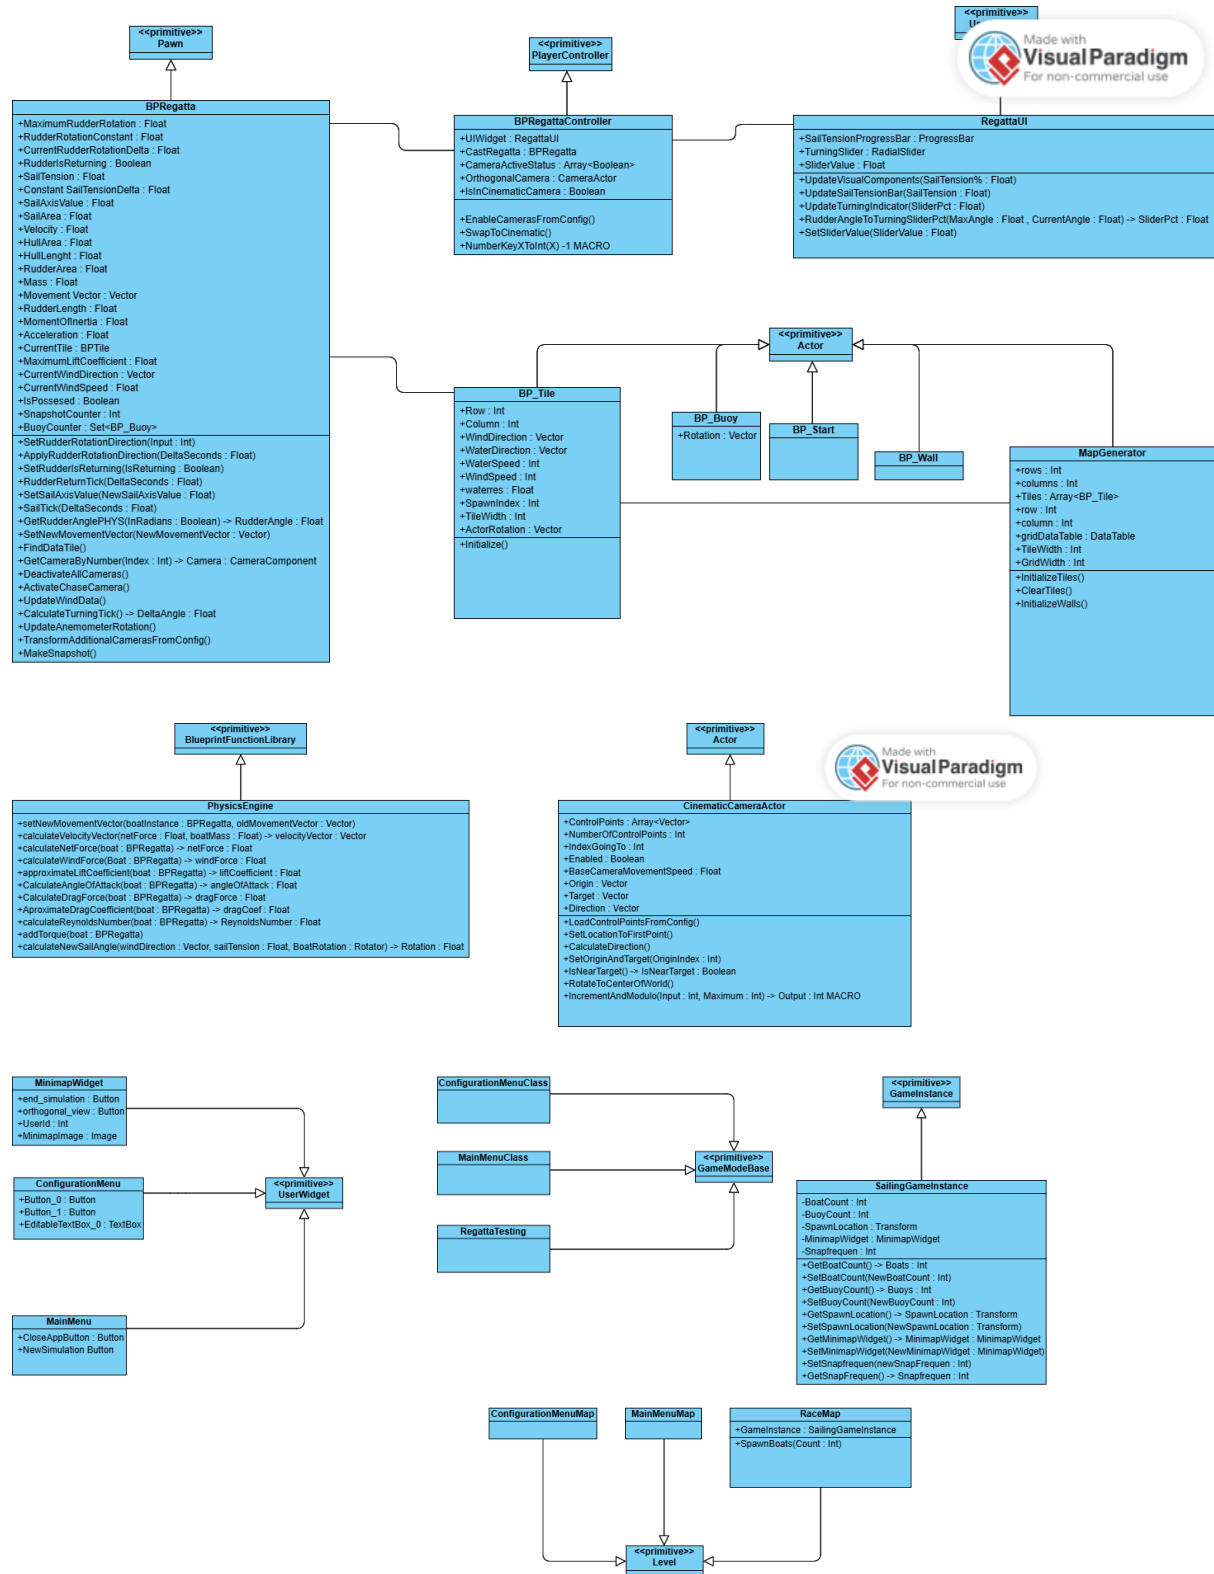 <<primitive>>
Pawn
<<primitive>>
PlayerController
<<primitive>>
Made with
Visual Paradigm
For non-commercial use
BPRegatta
+MaximumRudderRotation : Float
+RudderRotationConstant : Float
+CurrentRudderRotationDelta : Float
+RudderIsReturning : Boolean
+SailTension : Float
+Constant SailTensionDelta : Float
+SailAxisValue : Float
+SailArea : Float
+Velocity : Float
+HullArea : Float
+HullLenght : Float
+RudderArea : Float
+Mass : Float
+Movement Vector : Vector
+RudderLength : Float
+MomentOfInertia : Float
+Acceleration : Float
+CurrentTile : BPTile
+MaximumLiftCoefficient : Float
+CurrentWindDirection : Vector
+CurrentWindSpeed : Float
+IsPossesed : Boolean
+SnapshotCounter : Int
+BuoyCounter : Set<BP_Buoy>
+SetRudderRotationDirection(Input : Int)
+ApplyRudderRotationDirection(DeltaSeconds : Float)
+SetRudderIsReturning(IsReturning : Boolean)
+RudderReturnTick(DeltaSeconds : Float)
+SetSailAxisValue(NewSailAxisValue : Float)
+SailTick(DeltaSeconds : Float)
+GetRudderAnglePHYS(InRadians : Boolean) -> RudderAngle : Float
+SetNewMovementVector(NewMovementVector : Vector)
+FindDataTile()
+GetCameraByNumber(Index : Int) -> Camera : CameraComponent
+DeactivateAllCameras()
+ActivateChaseCamera()
+UpdateWindData()
+CalculateTurningTick() -> DeltaAngle : Float
+UpdateAnemometerRotation()
+TransformAdditionalCamerasFromConfig()
+MakeSnapshot()
BPRegattaController
+UIWidget : RegattaUI
+CastRegatta : BPRegatta
+CameraActiveStatus : Array<Boolean>
+OrthogonalCamera : CameraActor
+IsInCinematicCamera : Boolean
+EnableCamerasFromConfig()
+SwapToCinematic()
+NumberKeyXToInt(X) -1 MACRO
RegattaUI
+SailTensionProgressBar : ProgressBar
+TurningSlider : RadialSlider
+SliderValue : Float
+UpdateVisualComponents(SailTension% : Float)
+UpdateSailTensionBar(SailTension : Float)
+UpdateTurningIndicator(SliderPct : Float)
+RudderAngleToTurningSliderPct(MaxAngle : Float , CurrentAngle : Float) -> SliderPct : Float
+SetSliderValue(SliderValue : Float)
<<primitive>>
Actor
BP_Tile
+Row : Int
+Column : Int
+WindDirection : Vector
+WaterDirection : Vector
+WaterSpeed : Int
+WindSpeed : Int
+waterres : Float
+SpawnIndex : Int
+TileWidth : Int
+ActorRotation : Vector
+Initialize()
BP_Buoy
+Rotation : Vector
BP_Start
BP_Wall
MapGenerator
+rows : Int
+columns : Int
+Tiles : Array<BP_Tile>
+row : Int
+column : Int
+gridDataTable : DataTable
+TileWidth : Int
+GridWidth : Int
+InitializeTiles()
+ClearTiles()
+InitializeWalls()
<<primitive>>
BlueprintFunctionLibrary
<<primitive>>
Actor
Made with
Visual Paradigm
For non-commercial use
PhysicsEngine
+setNewMovementVector(boatInstance : BPRegatta, oldMovementVector : Vector)
+calculateVelocityVector(netForce : Float, boatMass : Float) -> velocityVector : Vector
+calculateNetForce(boat : BPRegatta) -> netForce : Float
+calculateWindForce(Boat : BPRegatta) -> windForce : Float
+approximateLiftCoefficient(boat : BPRegatta) -> liftCoefficient : Float
+CalculateAngleOfAttack(boat : BPRegatta) -> angleOfAttack : Float
+CalculateDragForce(boat : BPRegatta) -> dragForce : Float
+AproximateDragCoefficient(boat : BPRegatta) -> dragCoef : Float
+calculateReynoldsNumber(boat : BPRegatta) -> ReynoldsNumber : Float
+addTorque(boat : BPRegatta)
+calculateNewSailAngle(windDirection : Vector, sailTension : Float, BoatRotation : Rotator) -> Rotation : Float
CinematicCameraActor
+ControlPoints : Array<Vector>
+NumberOfControlPoints : Int
+IndexGoingTo : Int
+Enabled : Boolean
+BaseCameraMovementSpeed : Float
+Origin : Vector
+Target : Vector
+Direction : Vector
+LoadControlPointsFromConfig()
+SetLocationToFirstPoint()
+CalculateDirection()
+SetOriginAndTarget(OriginIndex : Int)
+IsNearTarget() -> IsNearTarget : Boolean
+RotateToCenterOfWorld()
+IncrementAndModulo(Input : Int, Maximum : Int) -> Output : Int MACRO
MinimapWidget
+end_simulation : Button
+orthogonal_view : Button
+UserId : Int
+MinimapImage : Image
ConfigurationMenu
+Button_0 : Button
+Button_1 : Button
+EditableTextBox_0 : TextBox
<<primitive>>
UserWidget
MainMenu
+CloseAppButton : Button
+NewSimulation Button
ConfigurationMenuClass
MainMenuClass
RegattaTesting
<<primitive>>
GameModeBase
<<primitive>>
GameInstance
SailingGameInstance
-BoatCount : Int
-BuoyCount : Int
-SpawnLocation : Transform
-MinimapWidget : MinimapWidget
-Snapfrequen : Int
+GetBoatCount() -> Boats : Int
+SetBoatCount(NewBoatCount : Int)
+GetBuoyCount() -> Buoys : Int
+SetBuoyCount(NewBuoyCount : Int)
+GetSpawnLocation() -> SpawnLocation : Transform
+SetSpawnLocation(NewSpawnLocation : Transform)
+GetMinimapWidget() -> MinimapWidget : MinimapWidget
+SetMinimapWidget(NewMinimapWidget : MinimapWidget)
+SetSnapfrequen(newSnapFrequen : Int)
+GetSnapFrequen() -> Snapfrequen : Int
ConfigurationMenuMap
MainMenuMap
RaceMap
+GameInstance : SailingGameInstance
+SpawnBoats(Count : Int)
<<primitive>>
Level